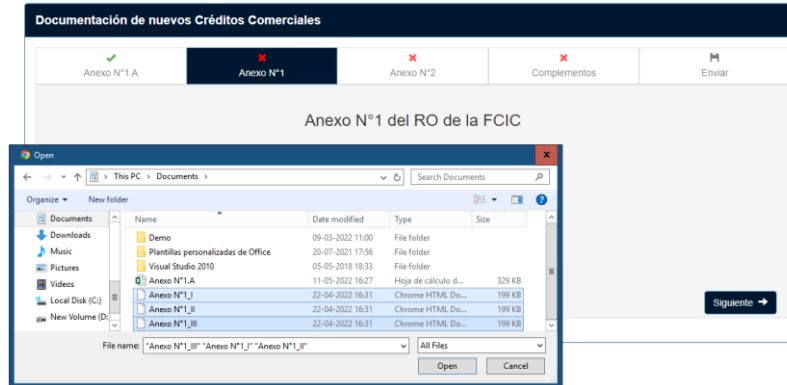 Documentación de nuevos Créditos Comerciales
Anexo N°1 A
Anexo N°1
Anexo N°2
Complementos
Enviar
Anexo N°1 del RO de la FCIC
Open
This PC > Documents >
Search Documents
Organize
New folder
Documents
Downloads
Music
Pictures
Videos
Local Disk (C:)
New Volume (D:
Name Date modified Type Size
Demo 09-03-2022 11:00 File folder
Plantillas personalizadas de Office 20-07-2021 17:56 File folder
Visual Studio 2010 05-05-2018 18:33 File folder
Anexo N°1.A 11-05-2022 16:27 Hoja de cálculo d... 329 KB
Anexo N°1_I 22-04-2022 16:31 Chrome HTML Do... 199 KB
Anexo N°1_II 22-04-2022 16:31 Chrome HTML Do... 199 KB
Anexo N°1_III 22-04-2022 16:31 Chrome HTML Do... 199 KB
File name: "Anexo N°1_III" "Anexo N°1_I" "Anexo N°1_II"
All Files
Open
Cancel
Siguiente